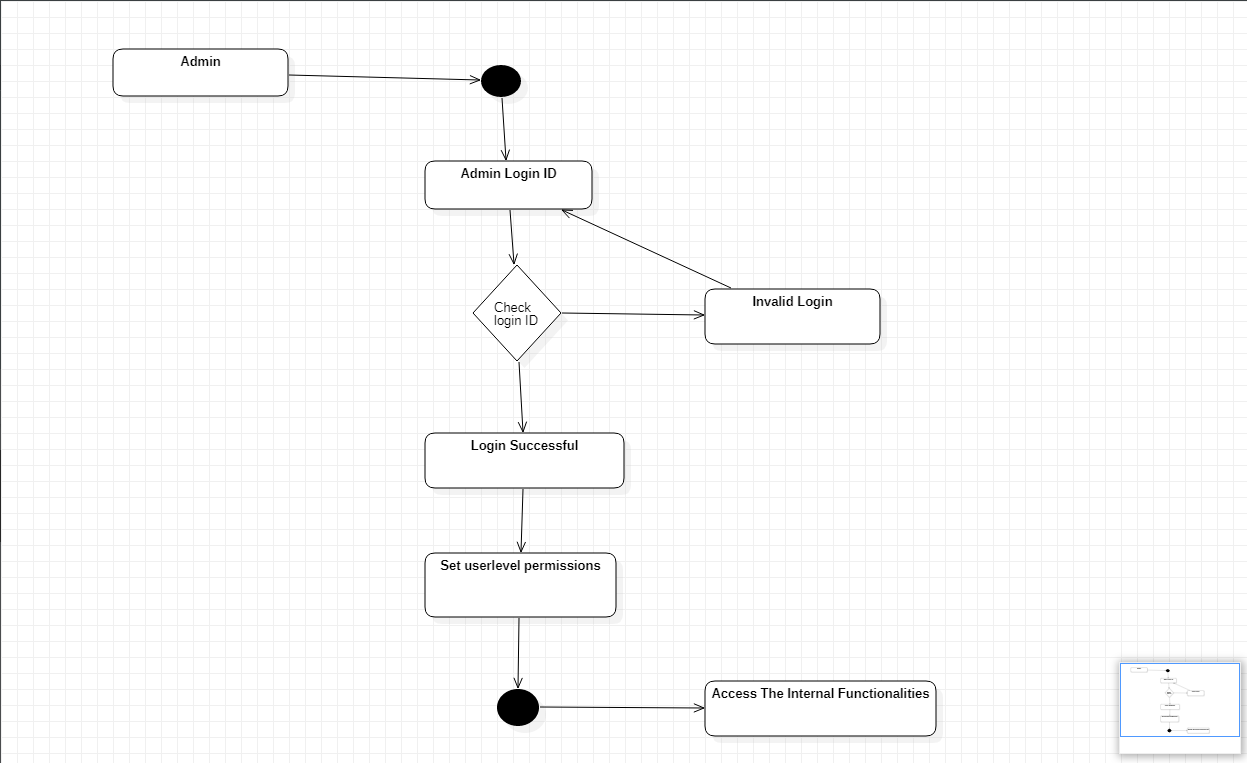 Admin
Admin Login ID
Check
login ID
Invalid Login
Login Successful
Set userlevel permissions
Access The Internal Functionalities